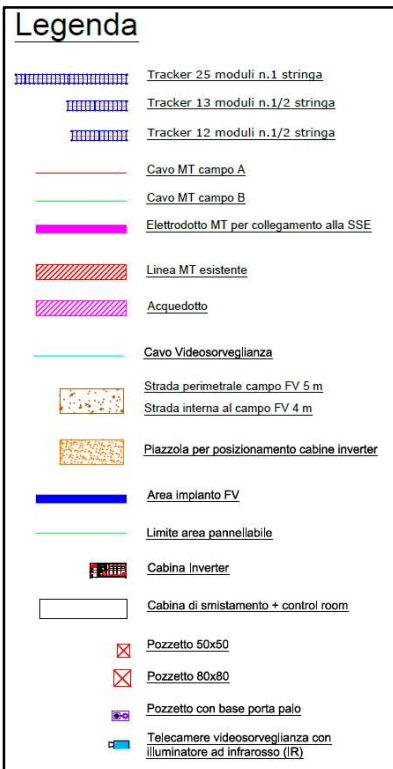 Legenda
Tracker 25 moduli n.1 stringa
Tracker 13 moduli n.1/2 stringa
Tracker 12 moduli n.1/2 stringa
Cavo MT campo A
Cavo MT campo B
Elettrodotto MT per collegamento alla SSE
Linea MT esistente
Acquedotto
Cavo Videosorveglianza
Strada perimetrale campo FV 5 m
Strada interna al campo FV 4 m
Piazzola per posizionamento cabine inverter
Area impianto FV
Limite area pannellabile
Cabina Inverter
Cabina di smistamento + control room
Pozzetto 50x50
Pozzetto 80x80
Pozzetto con base porta palo
Telecamere videosorveglianza con
illuminatore ad infrarosso (IR)